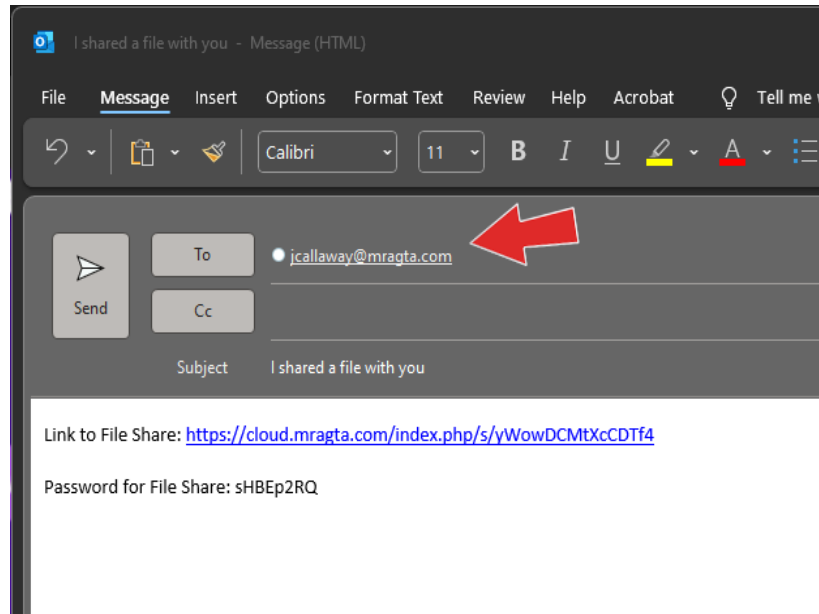 I shared a file with you - Message (HTML)
File Message Insert Options Format Text Review Help Acrobat Tell me
Calibri 11 B I U A
Send
To jcallaway@mragta.com
Cc
Subject I shared a file with you
Link to File Share: https://cloud.mragta.com/index.php/s/yWowDCMtXcCDTf4
Password for File Share: sHBEp2RQ